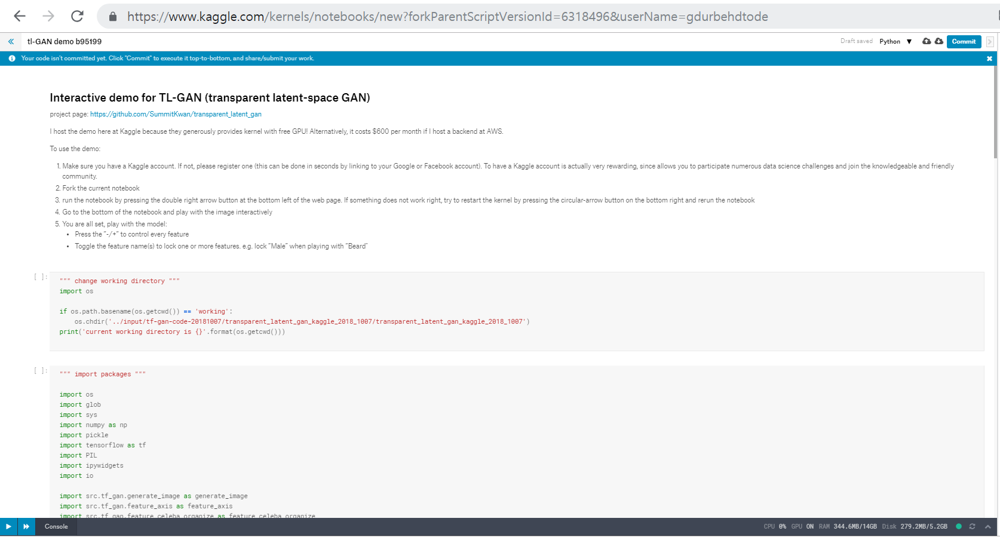 https://www.kaggle.com/kernels/notebooks/new?forkParentScriptVersionId=6318496&userName=gdurbehdtode
tl-GAN demo b95199
Draft saved Python ▼ Commit
Your code isn't committed yet. Click "Commit" to execute it top-to-bottom, and share/submit your work.
Interactive demo for TL-GAN (transparent latent-space GAN)
project page: https://github.com/SummitKwan/transparent_latent_gan
I host the demo here at Kaggle because they generously provides kernel with free GPU! Alternatively, it costs $600 per month if I host a backend at AWS.
To use the demo:
1. Make sure you have a Kaggle account. If not, please register one (this can be done in seconds by linking to your Google or Facebook account). To have a Kaggle account is actually very rewarding, since allows you to participate numerous data science challenges and join the knowledgeable and friendly
community.
2. Fork the current notebook
3. run the notebook by pressing the double right arrow button at the bottom left of the web page. If something does not work right, try to restart the kernel by pressing the circular-arrow button on the bottom right and rerun the notebook
4. Go to the bottom of the notebook and play with the image interactively
5. You are all set, play with the model:
• Press the "-/+" to control every feature
• Toggle the feature name(s) to lock one or more features. e.g. lock "Male" when playing with "Beard"
[ ]:
""" change working directory """
import os
if os.path.basename(os.getcwd()) == 'working':
os.chdir('../input/tf-gan-code-20181007/transparent_latent_gan_kaggle_2018_1007/transparent_latent_gan_kaggle_2018_1007')
print('current working directory is {}'.format(os.getcwd()))
[ ]:
""" import packages """
import os
import glob
import sys
import numpy as np
import pickle
import tensorflow as tf
import PIL
import ipywidgets
import io
import src.tf_gan.generate_image as generate_image
import src.tf_gan.feature_axis as feature_axis
import src.tf_gan.feature_celeba_organize as feature_celeba_organize
Console
CPU 0% GPU ON RAM 344.6MB/14GB Disk 279.2MB/5.2GB